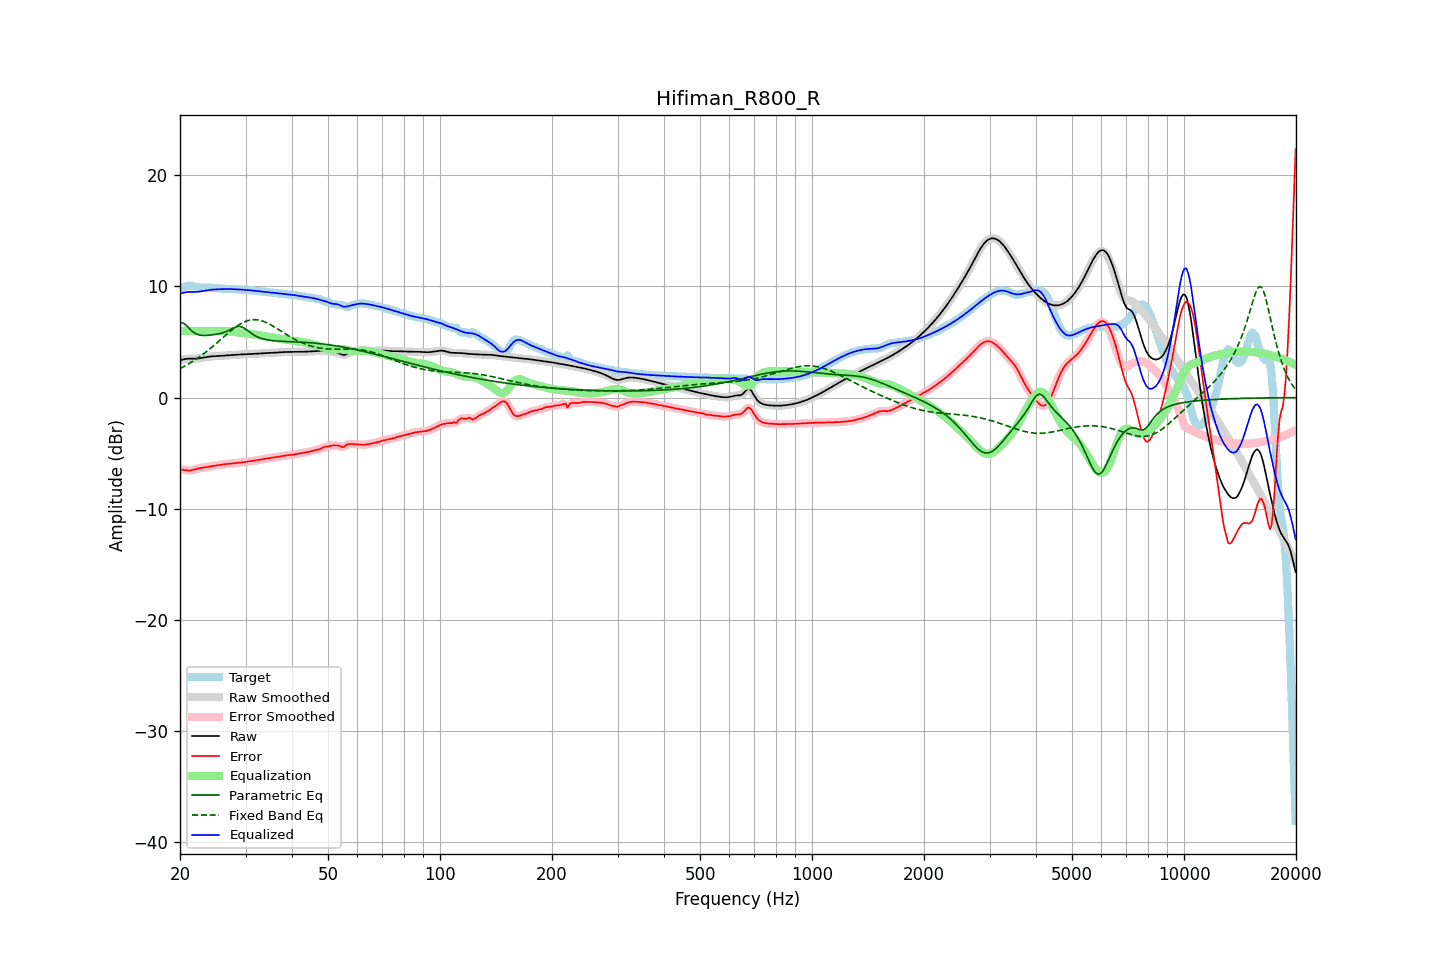 Hifiman_R800_R
Amplitude (dBr)
20
10
0
−10
−20
−30
−40
Target
Raw Smoothed
Error Smoothed
Raw
Error
Equalization
Parametric Eq
Fixed Band Eq
Equalized
20 50 100 200 500 1000 2000 5000 10000 20000
Frequency (Hz)